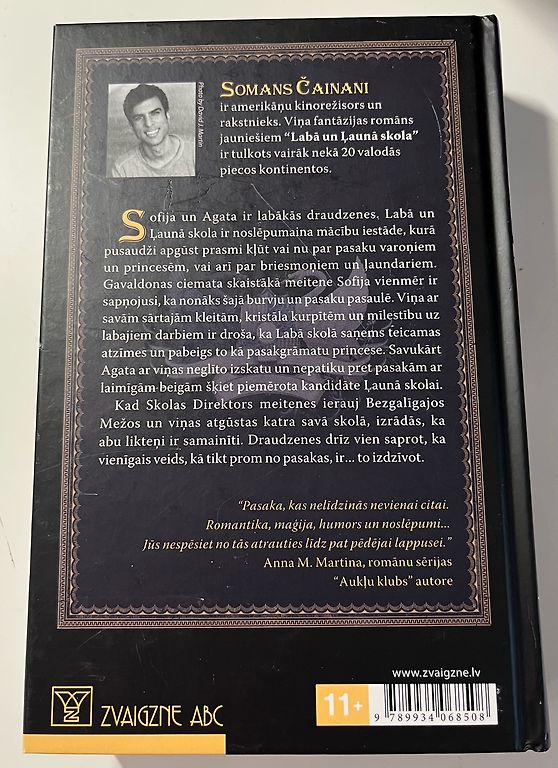 SOMANS ČAINANI
ir amerikāņu kinorežisors un
rakstnieks. Viņa fantāzijas romāns
jauniešiem “Labā un Ļaunā skola”
ir tulkots vairāk nekā 20 valodās
piecos kontinentos.
Photo by David J. Martin
Sofija un Agata ir labākās draudzenes. Labā un
Ļaunā skola ir noslēpumaina mācību iestāde, kurā
pusaudži apgūst prasmi kļūt vai nu par pasaku varoņiem
un princesēm, vai arī par briesmoņiem un ļaundariem.
Gavaldonas ciemata skaistākā meitene Sofija vienmēr ir
sapņojusi, ka nonāks šajā burvju un pasaku pasaulē. Viņa ar
savām sārtajām kleitām, kristāla kurpītēm un mīlestību uz
labajiem darbiem ir droša, ka Labā skolā saņems teicamas
atzīmes un pabeigs to kā pasakgrāmatu princese. Savukārt
Agata ar viņas neglīto izskatu un nepatiku pret pasakām ar
laimīgām beigām šķiet piemērota kandidāte Ļaunā skolai.
Kad Skolas Direktors meitenes ierauj Bezgalīgajos
Mežos un viņas atgūstas katra savā skolā, izrādās, ka
abu likteņi ir samainīti. Draudzenes drīz vien saprot, ka
vienīgais veids, kā tikt prom no pasakas, ir... to izdzīvot.
“Pasaka, kas nelīdzinās nevienai citai.
Romantika, maģija, humors un noslēpumi...
Jūs nespēsiet no tās atrauties līdz pat pēdējai lappusei.”
Anna M. Martina, romānu sērijas
“Aukļu klubs” autore
www.zvaigzne.lv
11+
9 789934 068508
ZVAIGZNE ABC